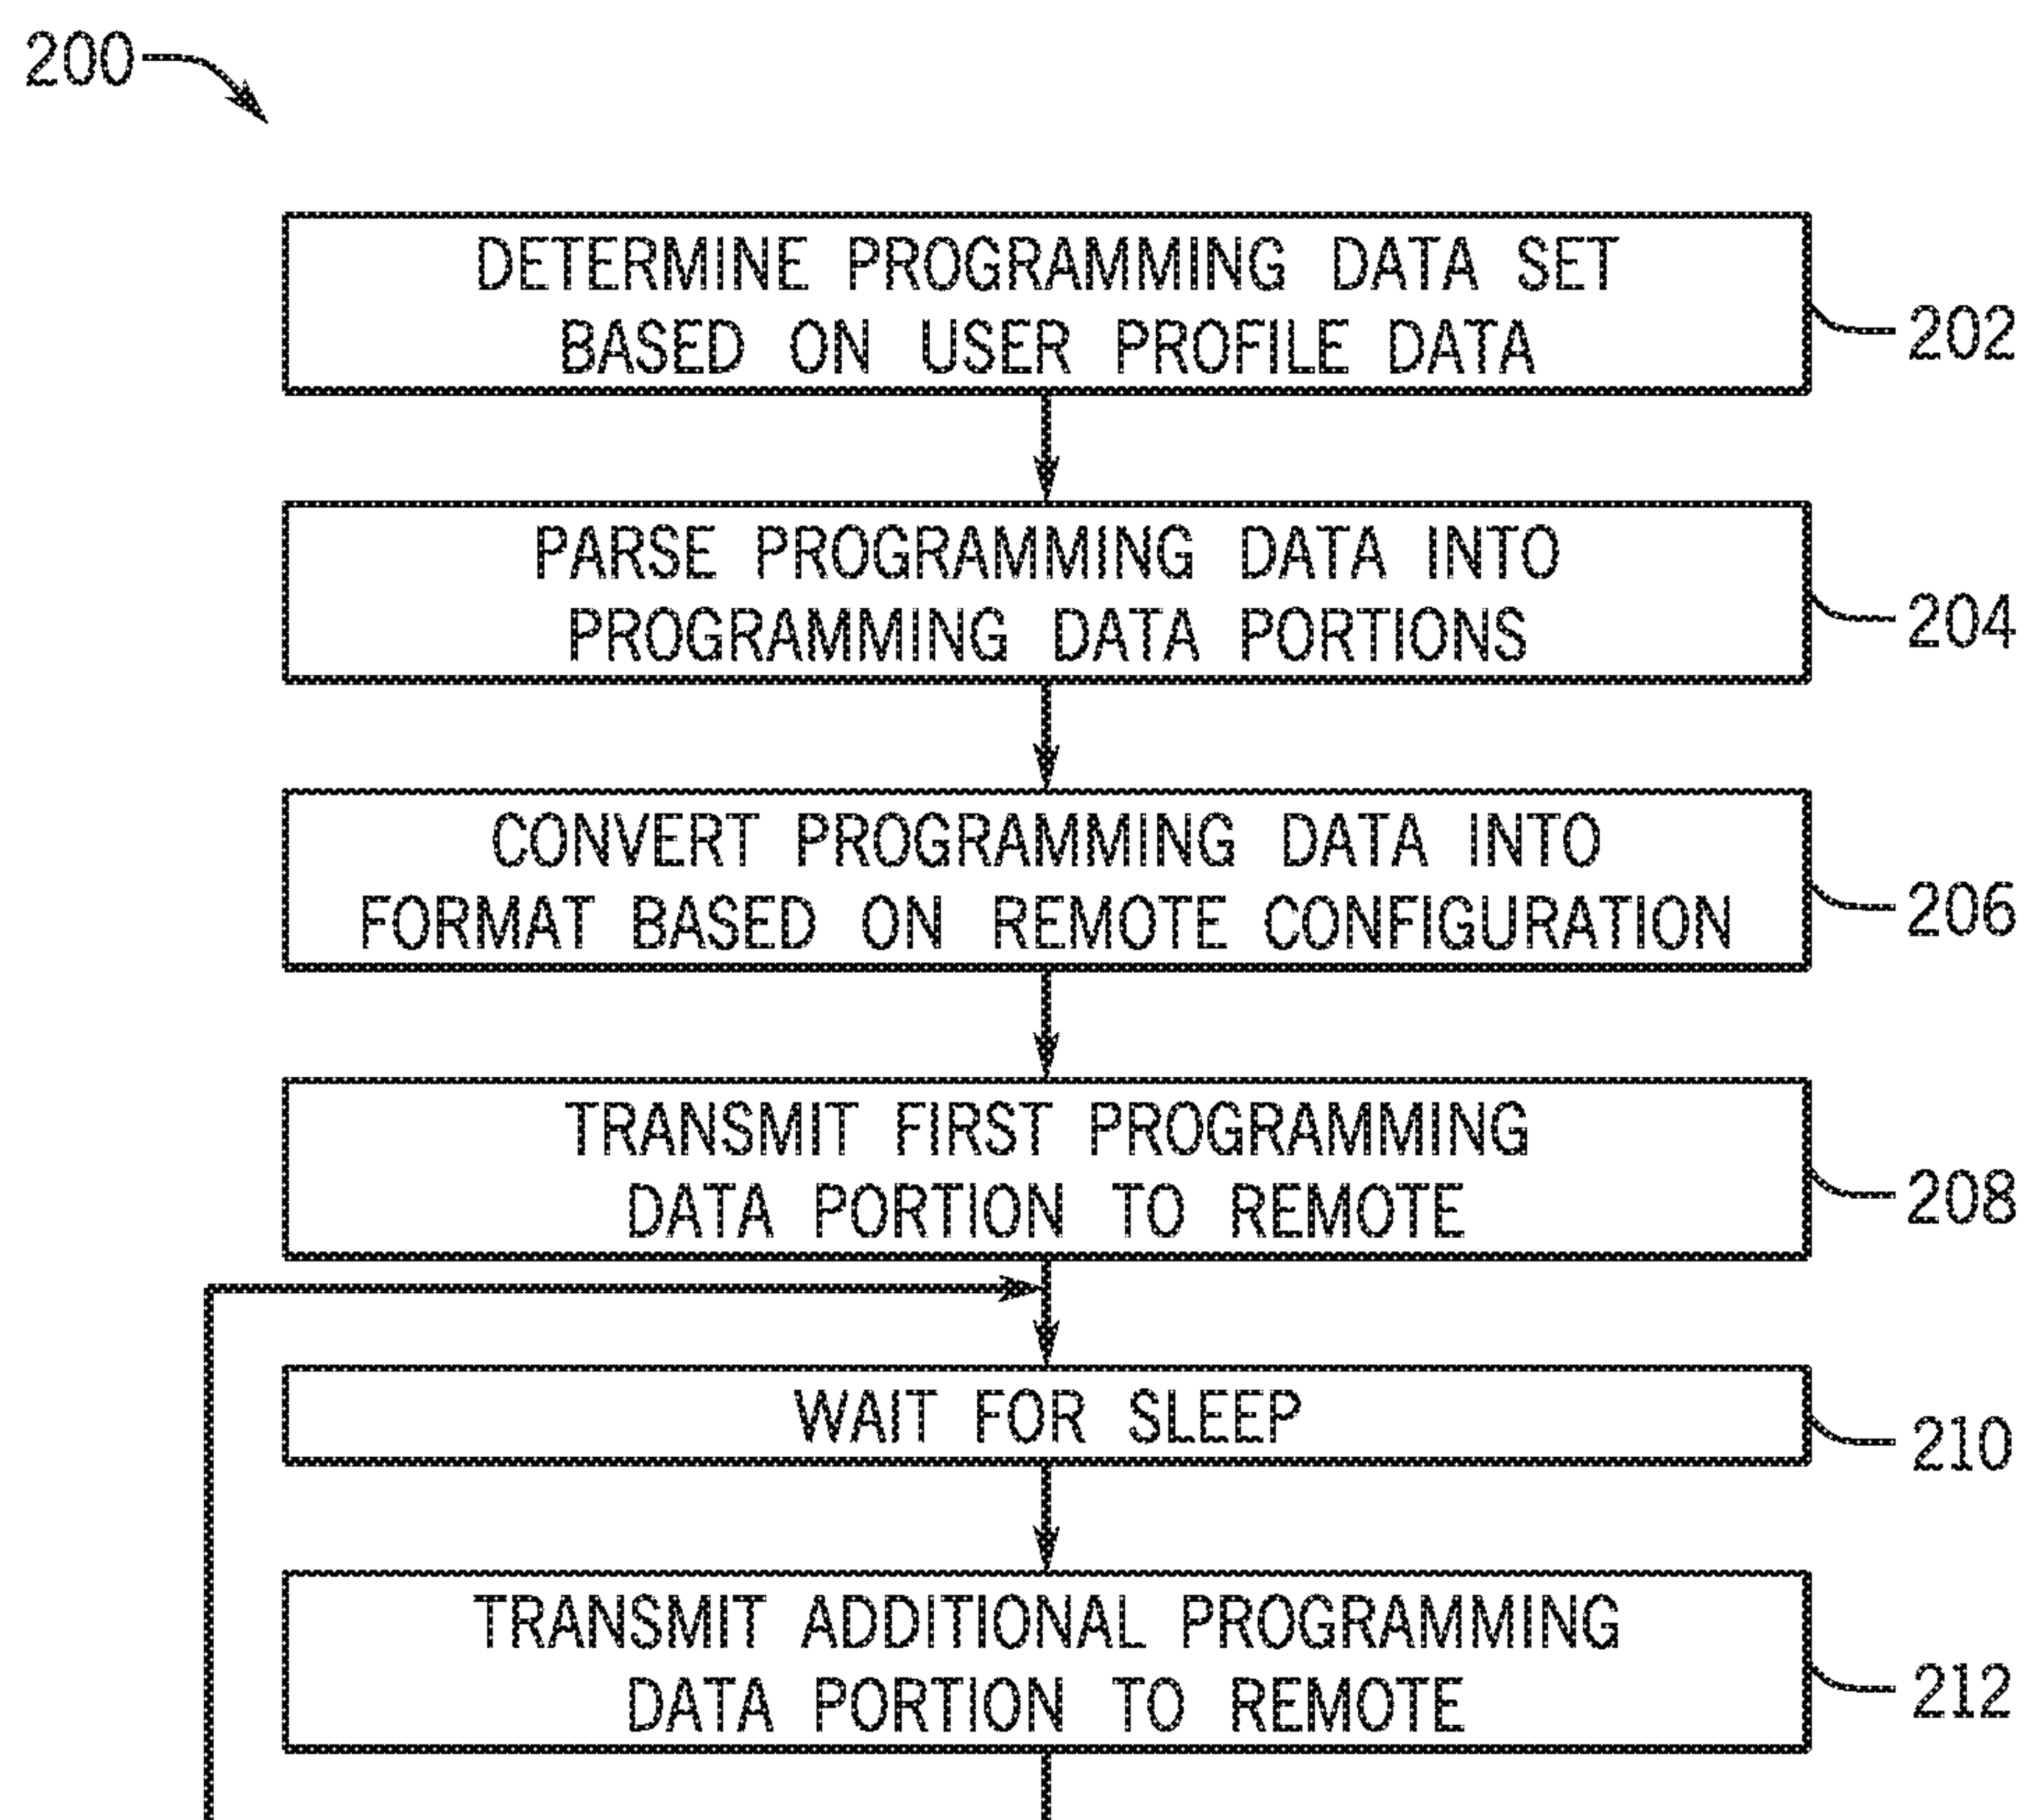 200
DETERMINE PROGRAMMING DATA SET
BASED ON USER PROFILE DATA
202
PARSE PROGRAMMING DATA INTO
PROGRAMMING DATA PORTIONS
204
CONVERT PROGRAMMING DATA INTO
FORMAT BASED ON REMOTE CONFIGURATION
206
TRANSMIT FIRST PROGRAMMING
DATA PORTION TO REMOTE
208
WAIT FOR SLEEP
210
TRANSMIT ADDITIONAL PROGRAMMING
DATA PORTION TO REMOTE
212